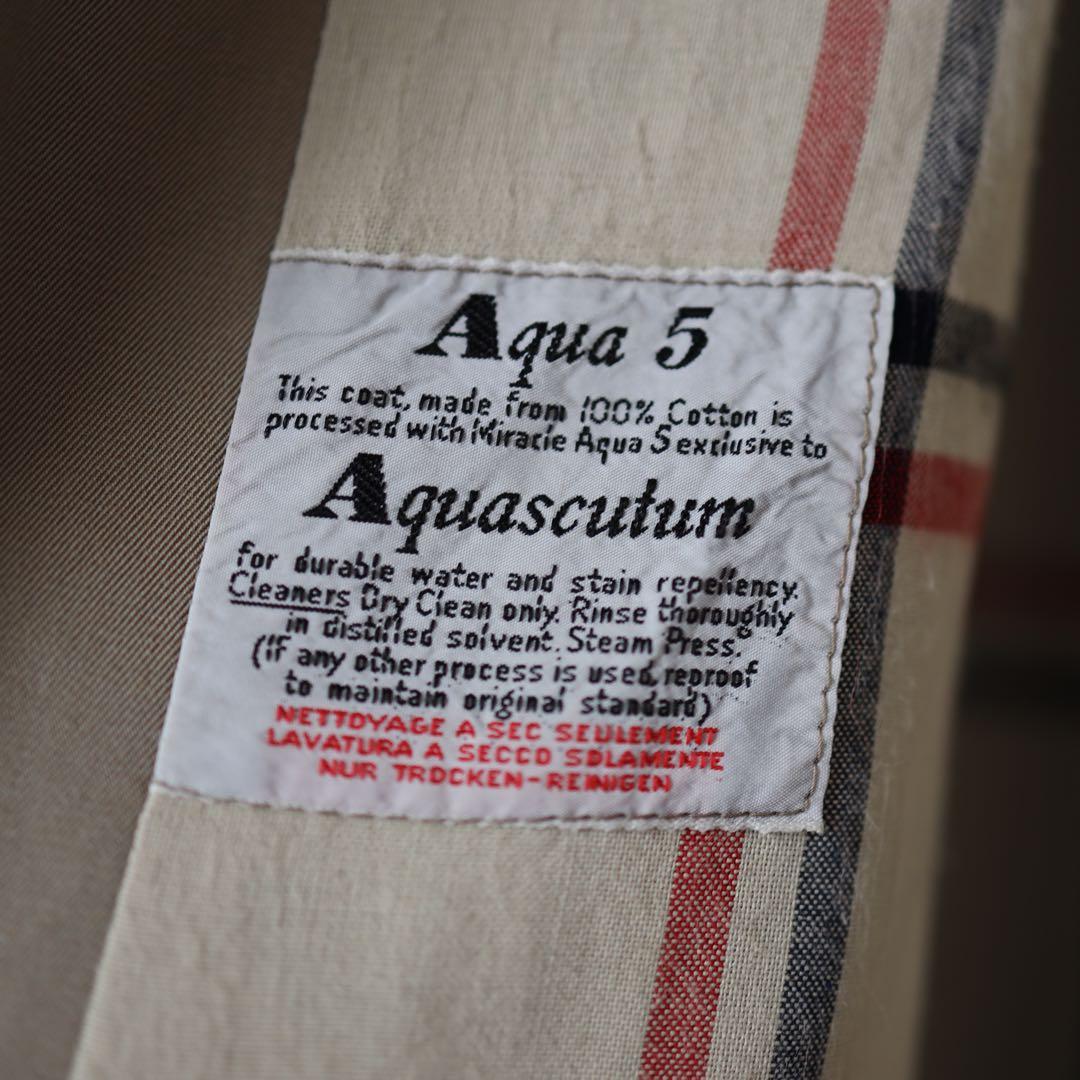 Aqua 5
This coat, made from 100% Cotton is
processed with Miracle Aqua 5 exclusive to
Aquascutum
for durable water and stain repellency.
Cleaners Dry Clean only. Rinse thoroughly
in distilled solvent. Steam Press.
(if any other process is used reproof
to maintain original standard)
NETTOYAGE A SEC SEULEMENT
LAVATURA A SECCO SOLAMENTE
NUR TROCKEN-REINIGEN